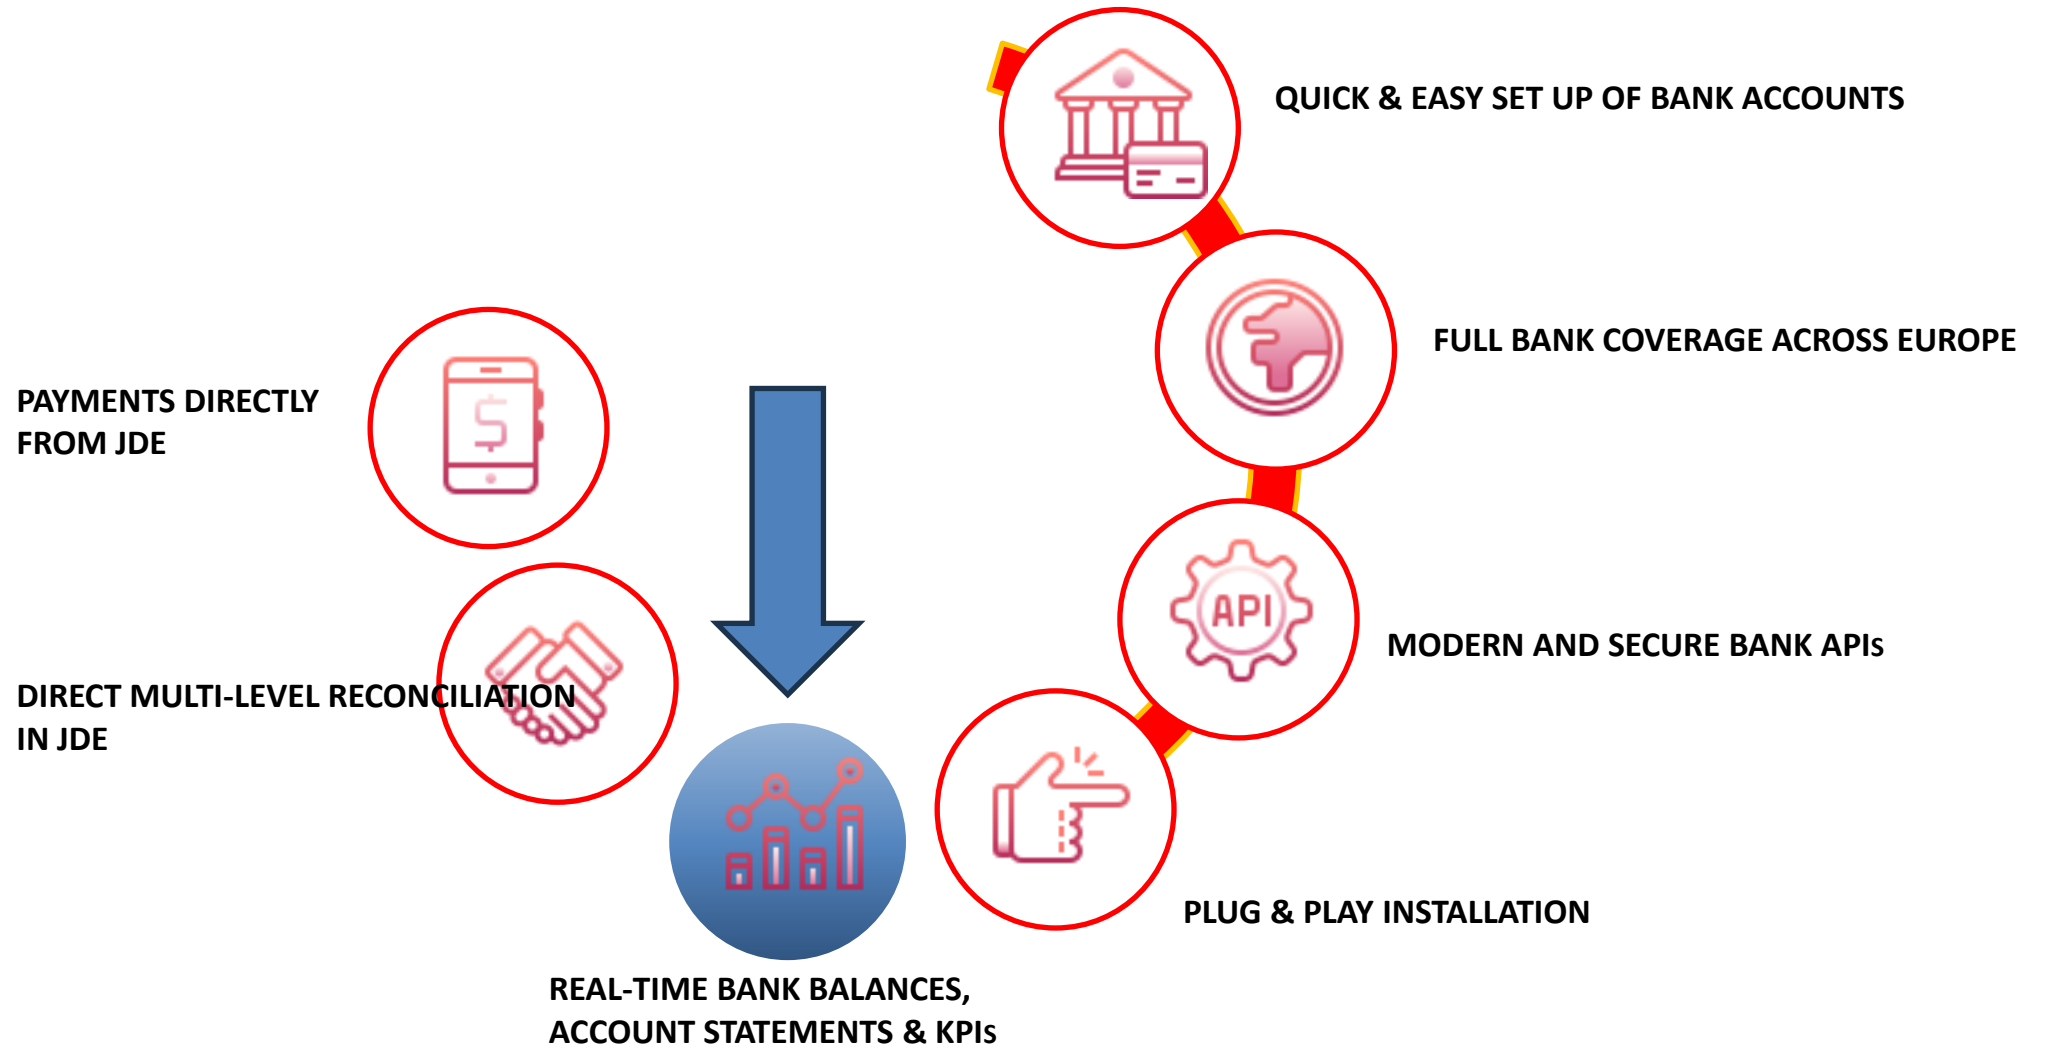 QUICK & EASY SET UP OF BANK ACCOUNTS
FULL BANK COVERAGE ACROSS EUROPE
PAYMENTS DIRECTLY
FROM JDE
API
MODERN AND SECURE BANK APIs
DIRECT MULTI-LEVEL RECONCILIATION
IN JDE
PLUG & PLAY INSTALLATION
REAL-TIME BANK BALANCES,
ACCOUNT STATEMENTS & KPIs